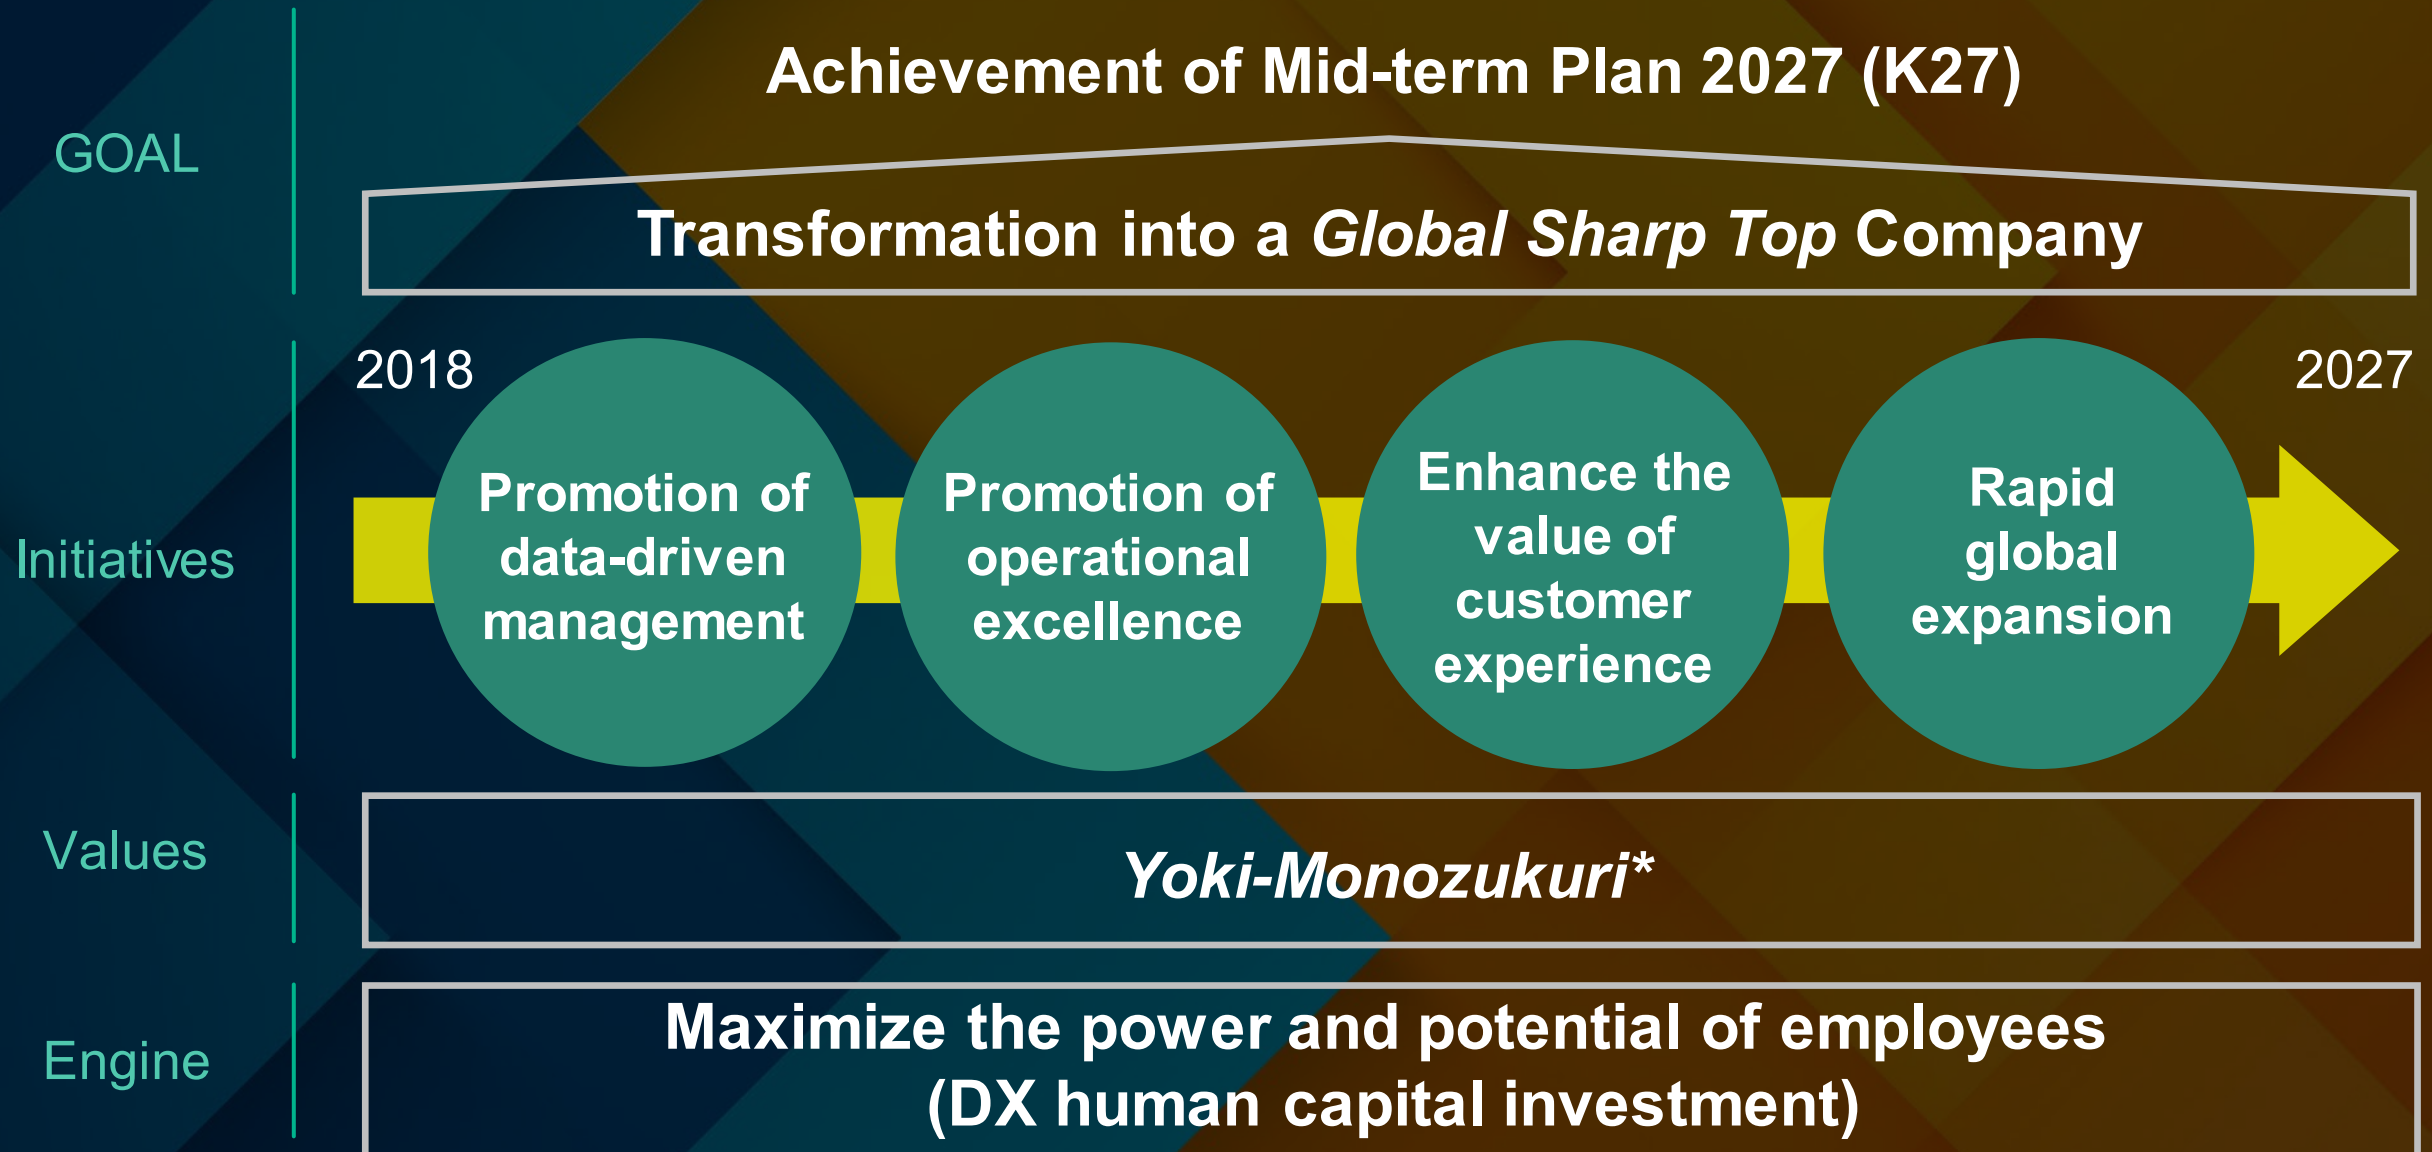 Achievement of Mid-term Plan 2027 (K27)
GOAL
Transformation into a Global Sharp Top Company
2018
2027
Initiatives
Promotion of
data-driven
management
Promotion of
operational
excellence
Enhance the
value of
customer
experience
Rapid
global
expansion
Values
Yoki-Monozukuri*
Engine
Maximize the power and potential of employees
(DX human capital investment)